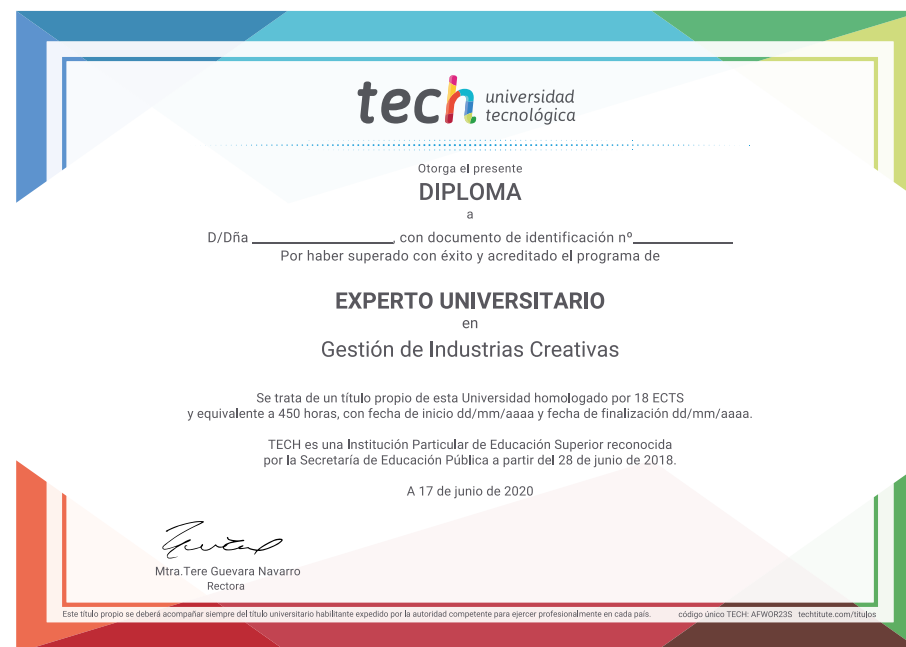 tech universidad
tecnológica
Otorga el presente
DIPLOMA
a
D/Dña ____________________, con documento de identificación nº______________
Por haber superado con éxito y acreditado el programa de
EXPERTO UNIVERSITARIO
en
Gestión de Industrias Creativas
Se trata de un título propio de esta Universidad homologado por 18 ECTS
y equivalente a 450 horas, con fecha de inicio dd/mm/aaaa y fecha de finalización dd/mm/aaaa.
TECH es una Institución Particular de Educación Superior reconocida
por la Secretaría de Educación Pública a partir del 28 de junio de 2018.
A 17 de junio de 2020
Mtra.Tere Guevara Navarro
Rectora
Este título propio se deberá acompañar siempre del título universitario habilitante expedido por la autoridad competente para ejercer profesionalmente en cada país. código único TECH: AFWOR23S techtitute.com/titulos